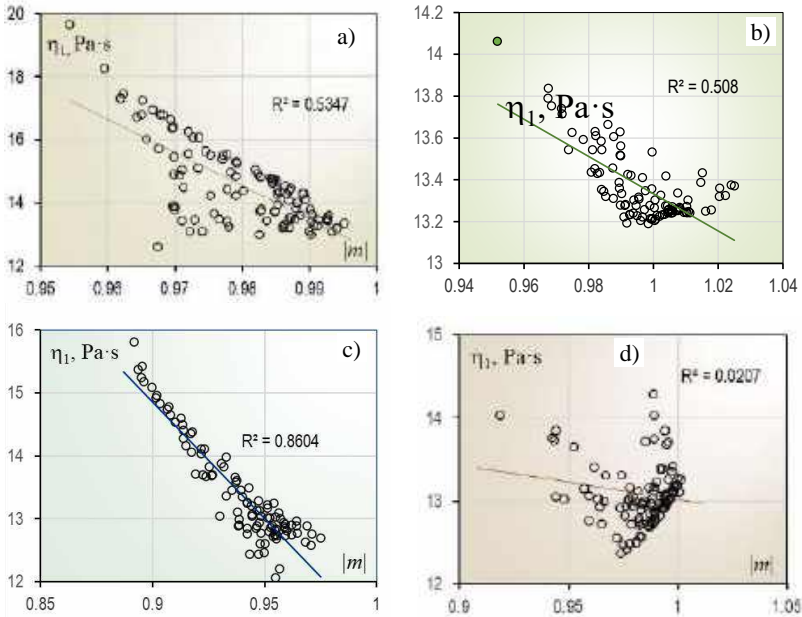 20
η₁, Pa·s
a)
18
R² = 0.5347
16
14
12
|m|
0.95
0.96
0.97
0.98
0.99
1
14.2
b)
14
13.8
η₁, Pa·s
R² = 0.508
13.6
13.4
13.2
13
|m|
0.94
0.96
0.98
1
1.02
1.04
16
η₁, Pa·s
c)
15
R² = 0.8604
14
13
12
|m|
0.85
0.9
0.95
1
15
η₁, Pa·s
d)
R² = 0.0207
14
13
12
|m|
0.9
0.95
1
1.05